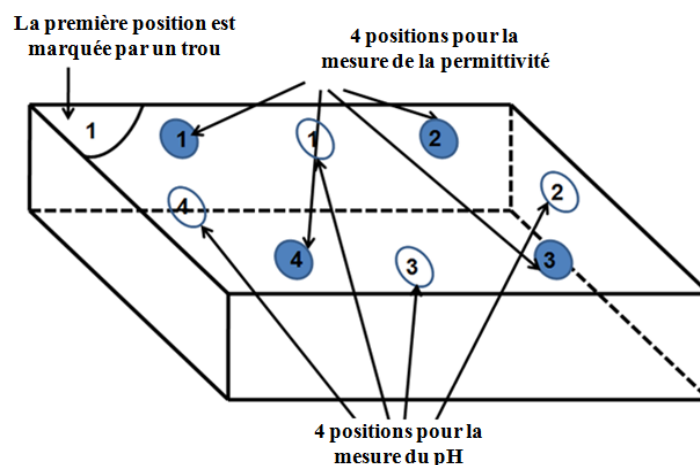 La première position est
marquée par un trou
4 positions pour la
mesure de la permittivité
1
1
1
2
4
2
4
3
3
4 positions pour la
mesure du pH